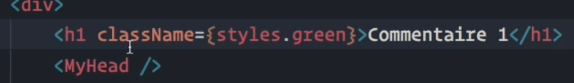 <div>
<h1 className={styles.green}>Commentaire 1</h1>
<MyHead />